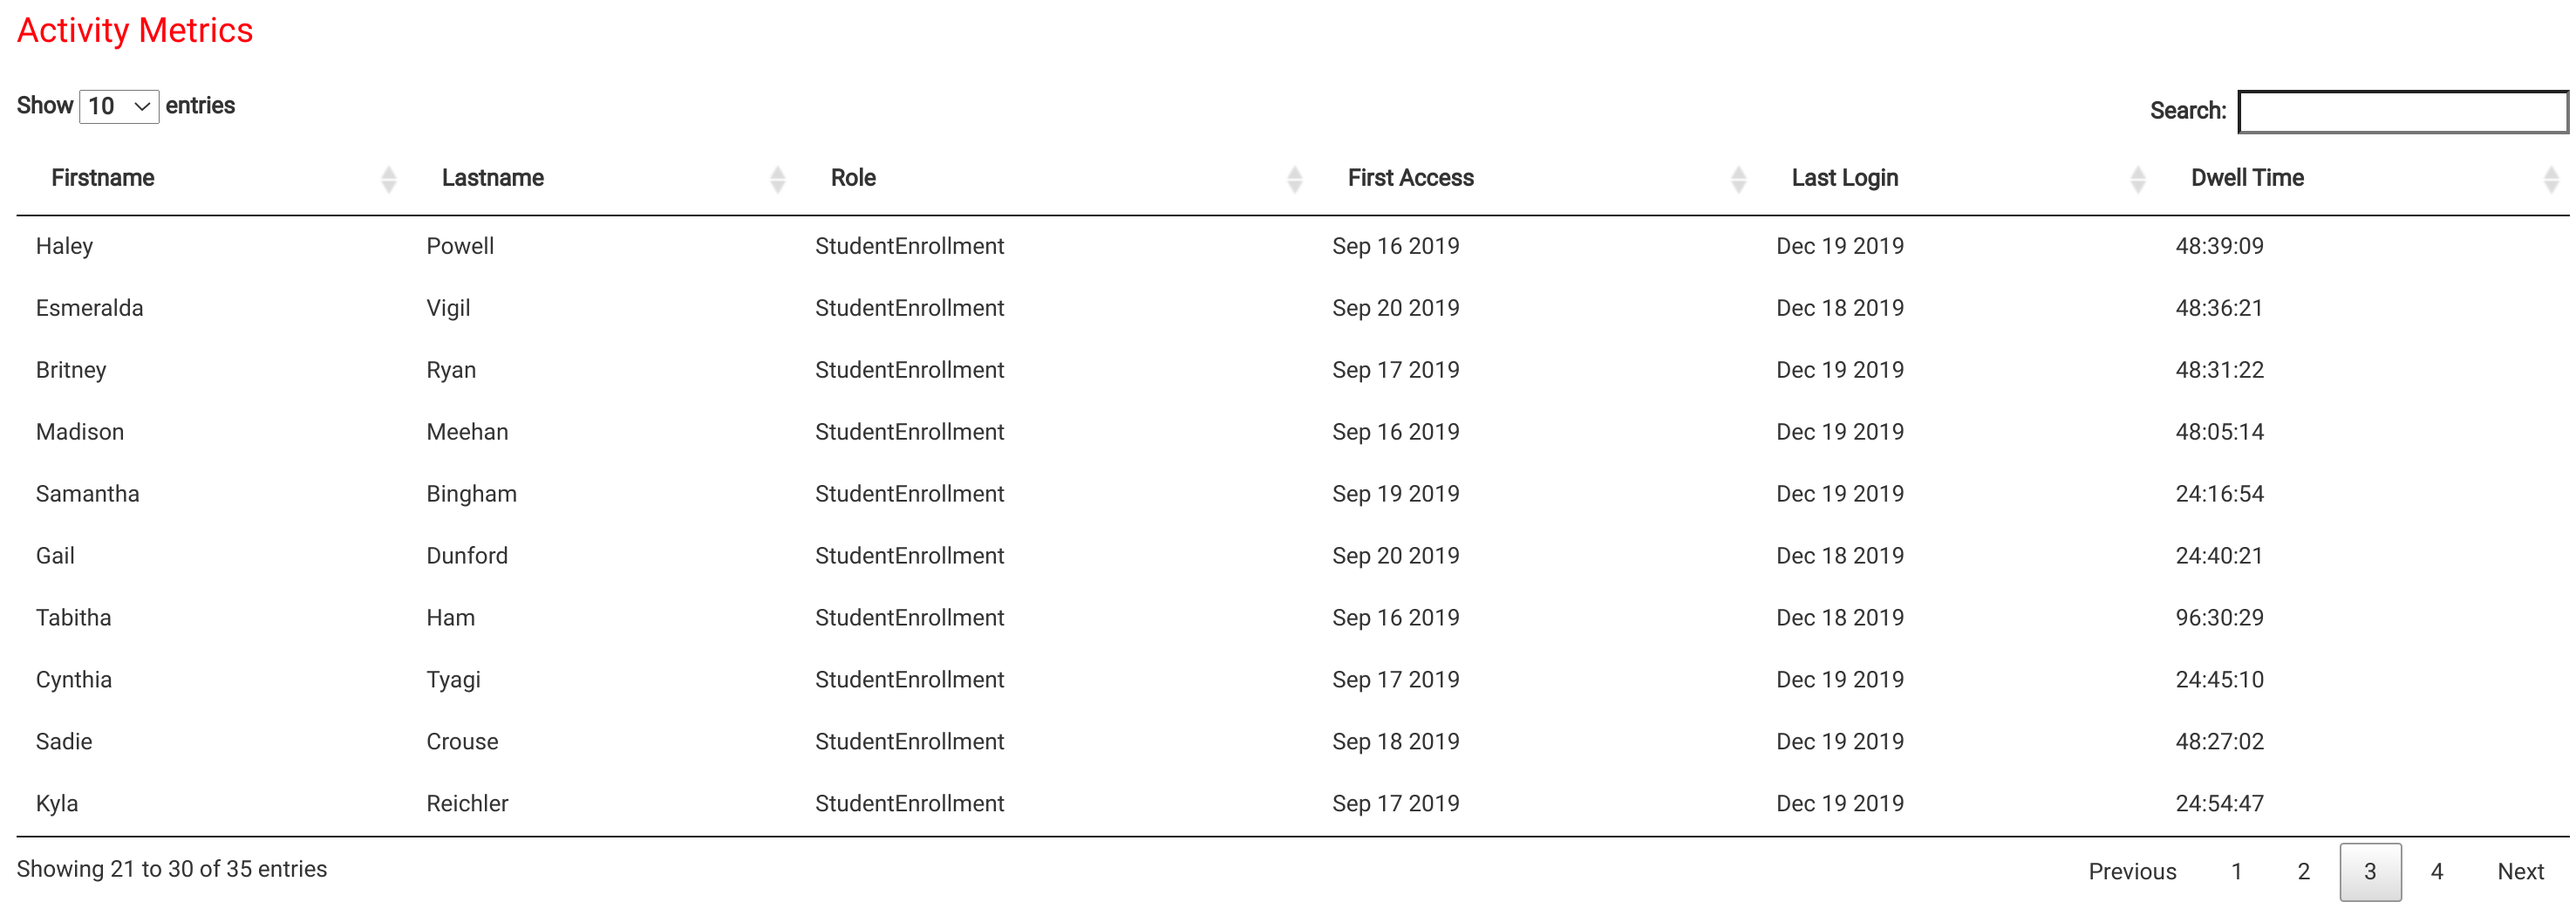 Activity Metrics
Show 10 entries Search:
Firstname Lastname Role First Access Last Login Dwell Time
Haley Powell StudentEnrollment Sep 16 2019 Dec 19 2019 48:39:09
Esmeralda Vigil StudentEnrollment Sep 20 2019 Dec 18 2019 48:36:21
Britney Ryan StudentEnrollment Sep 17 2019 Dec 19 2019 48:31:22
Madison Meehan StudentEnrollment Sep 16 2019 Dec 19 2019 48:05:14
Samantha Bingham StudentEnrollment Sep 19 2019 Dec 19 2019 24:16:54
Gail Dunford StudentEnrollment Sep 20 2019 Dec 18 2019 24:40:21
Tabitha Ham StudentEnrollment Sep 16 2019 Dec 18 2019 96:30:29
Cynthia Tyagi StudentEnrollment Sep 17 2019 Dec 19 2019 24:45:10
Sadie Crouse StudentEnrollment Sep 18 2019 Dec 19 2019 48:27:02
Kyla Reichler StudentEnrollment Sep 17 2019 Dec 19 2019 24:54:47
Showing 21 to 30 of 35 entries Previous 1 2 3 4 Next